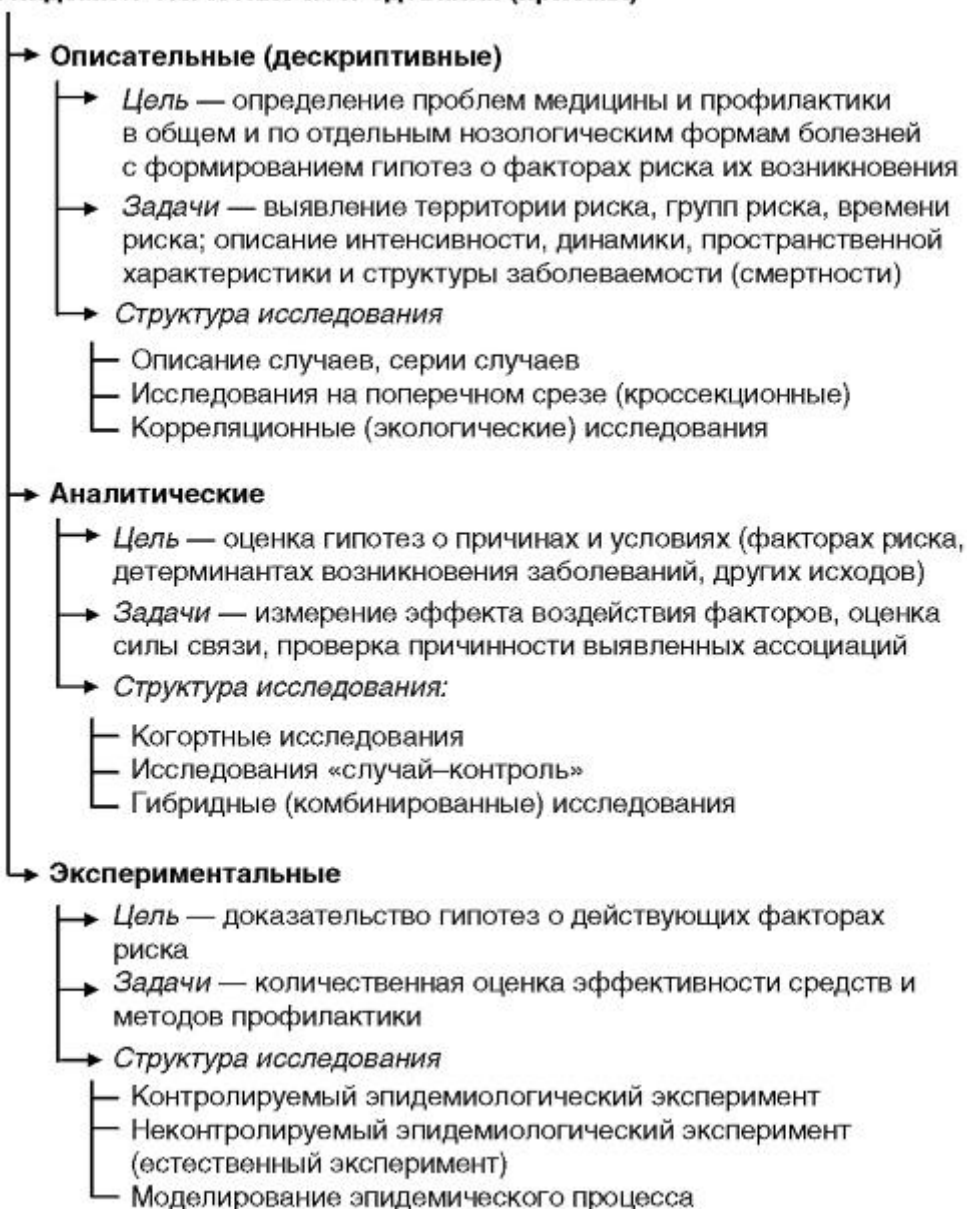 Описательные (дескриптивные)
Цель — определение проблем медицины и профилактики
в общем и по отдельным нозологическим формам болезней
с формированием гипотез о факторах риска их возникновения
Задачи — выявление территории риска, групп риска, времени
риска; описание интенсивности, динамики, пространственной
характеристики и структуры заболеваемости (смертности)
Структура исследования
Описание случаев, серии случаев
Исследования на поперечном срезе (кроссекционные)
Корреляционные (экологические) исследования
Аналитические
Цель — оценка гипотез о причинах и условиях (факторах риска,
детерминантах возникновения заболеваний, других исходов)
Задачи — измерение эффекта воздействия факторов, оценка
силы связи, проверка причинности выявленных ассоциаций
Структура исследования:
Когортные исследования
Исследования «случай–контроль»
Гибридные (комбинированные) исследования
Экспериментальные
Цель — доказательство гипотез о действующих факторах
риска
Задачи — количественная оценка эффективности средств и
методов профилактики
Структура исследования
Контролируемый эпидемиологический эксперимент
Неконтролируемый эпидемиологический эксперимент
(естественный эксперимент)
Моделирование эпидемического процесса